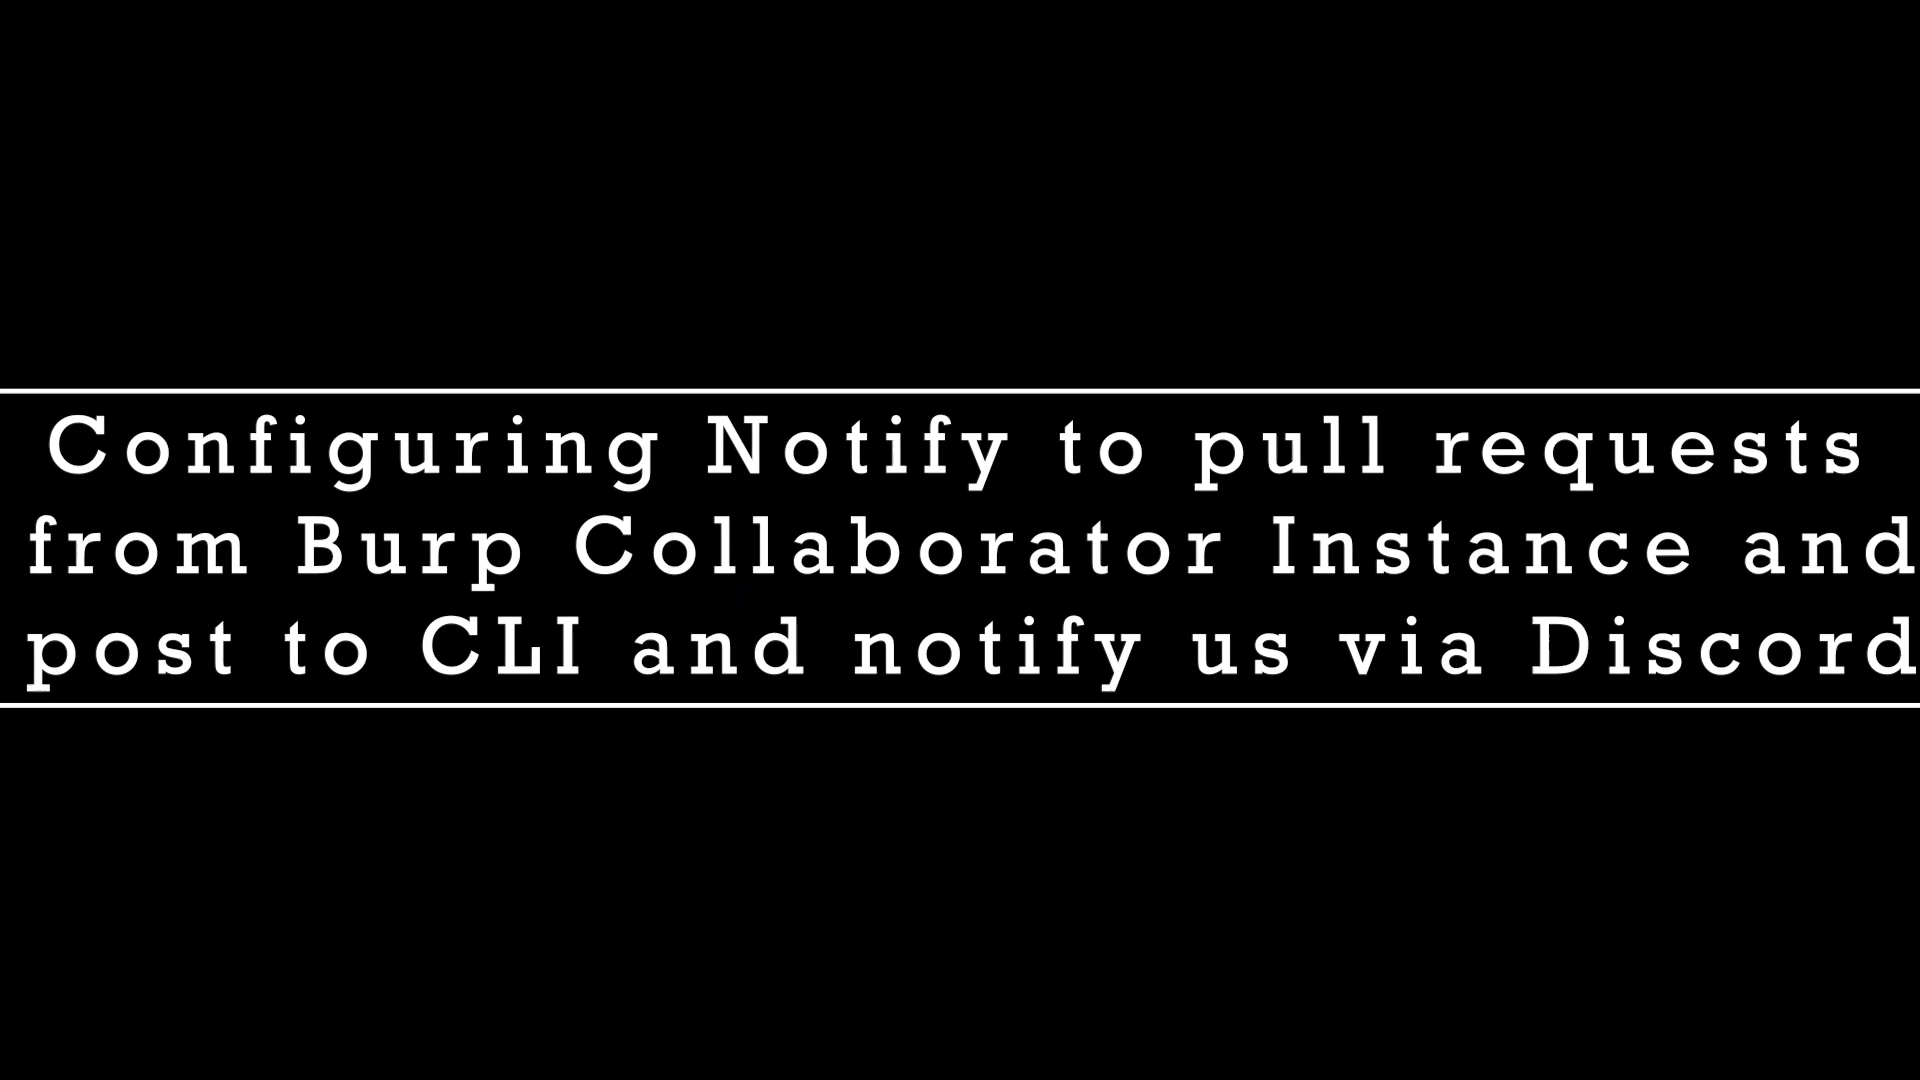 Configuring Notify to pull requests
from Burp Collaborator Instance and
post to CLI and notify us via Discord